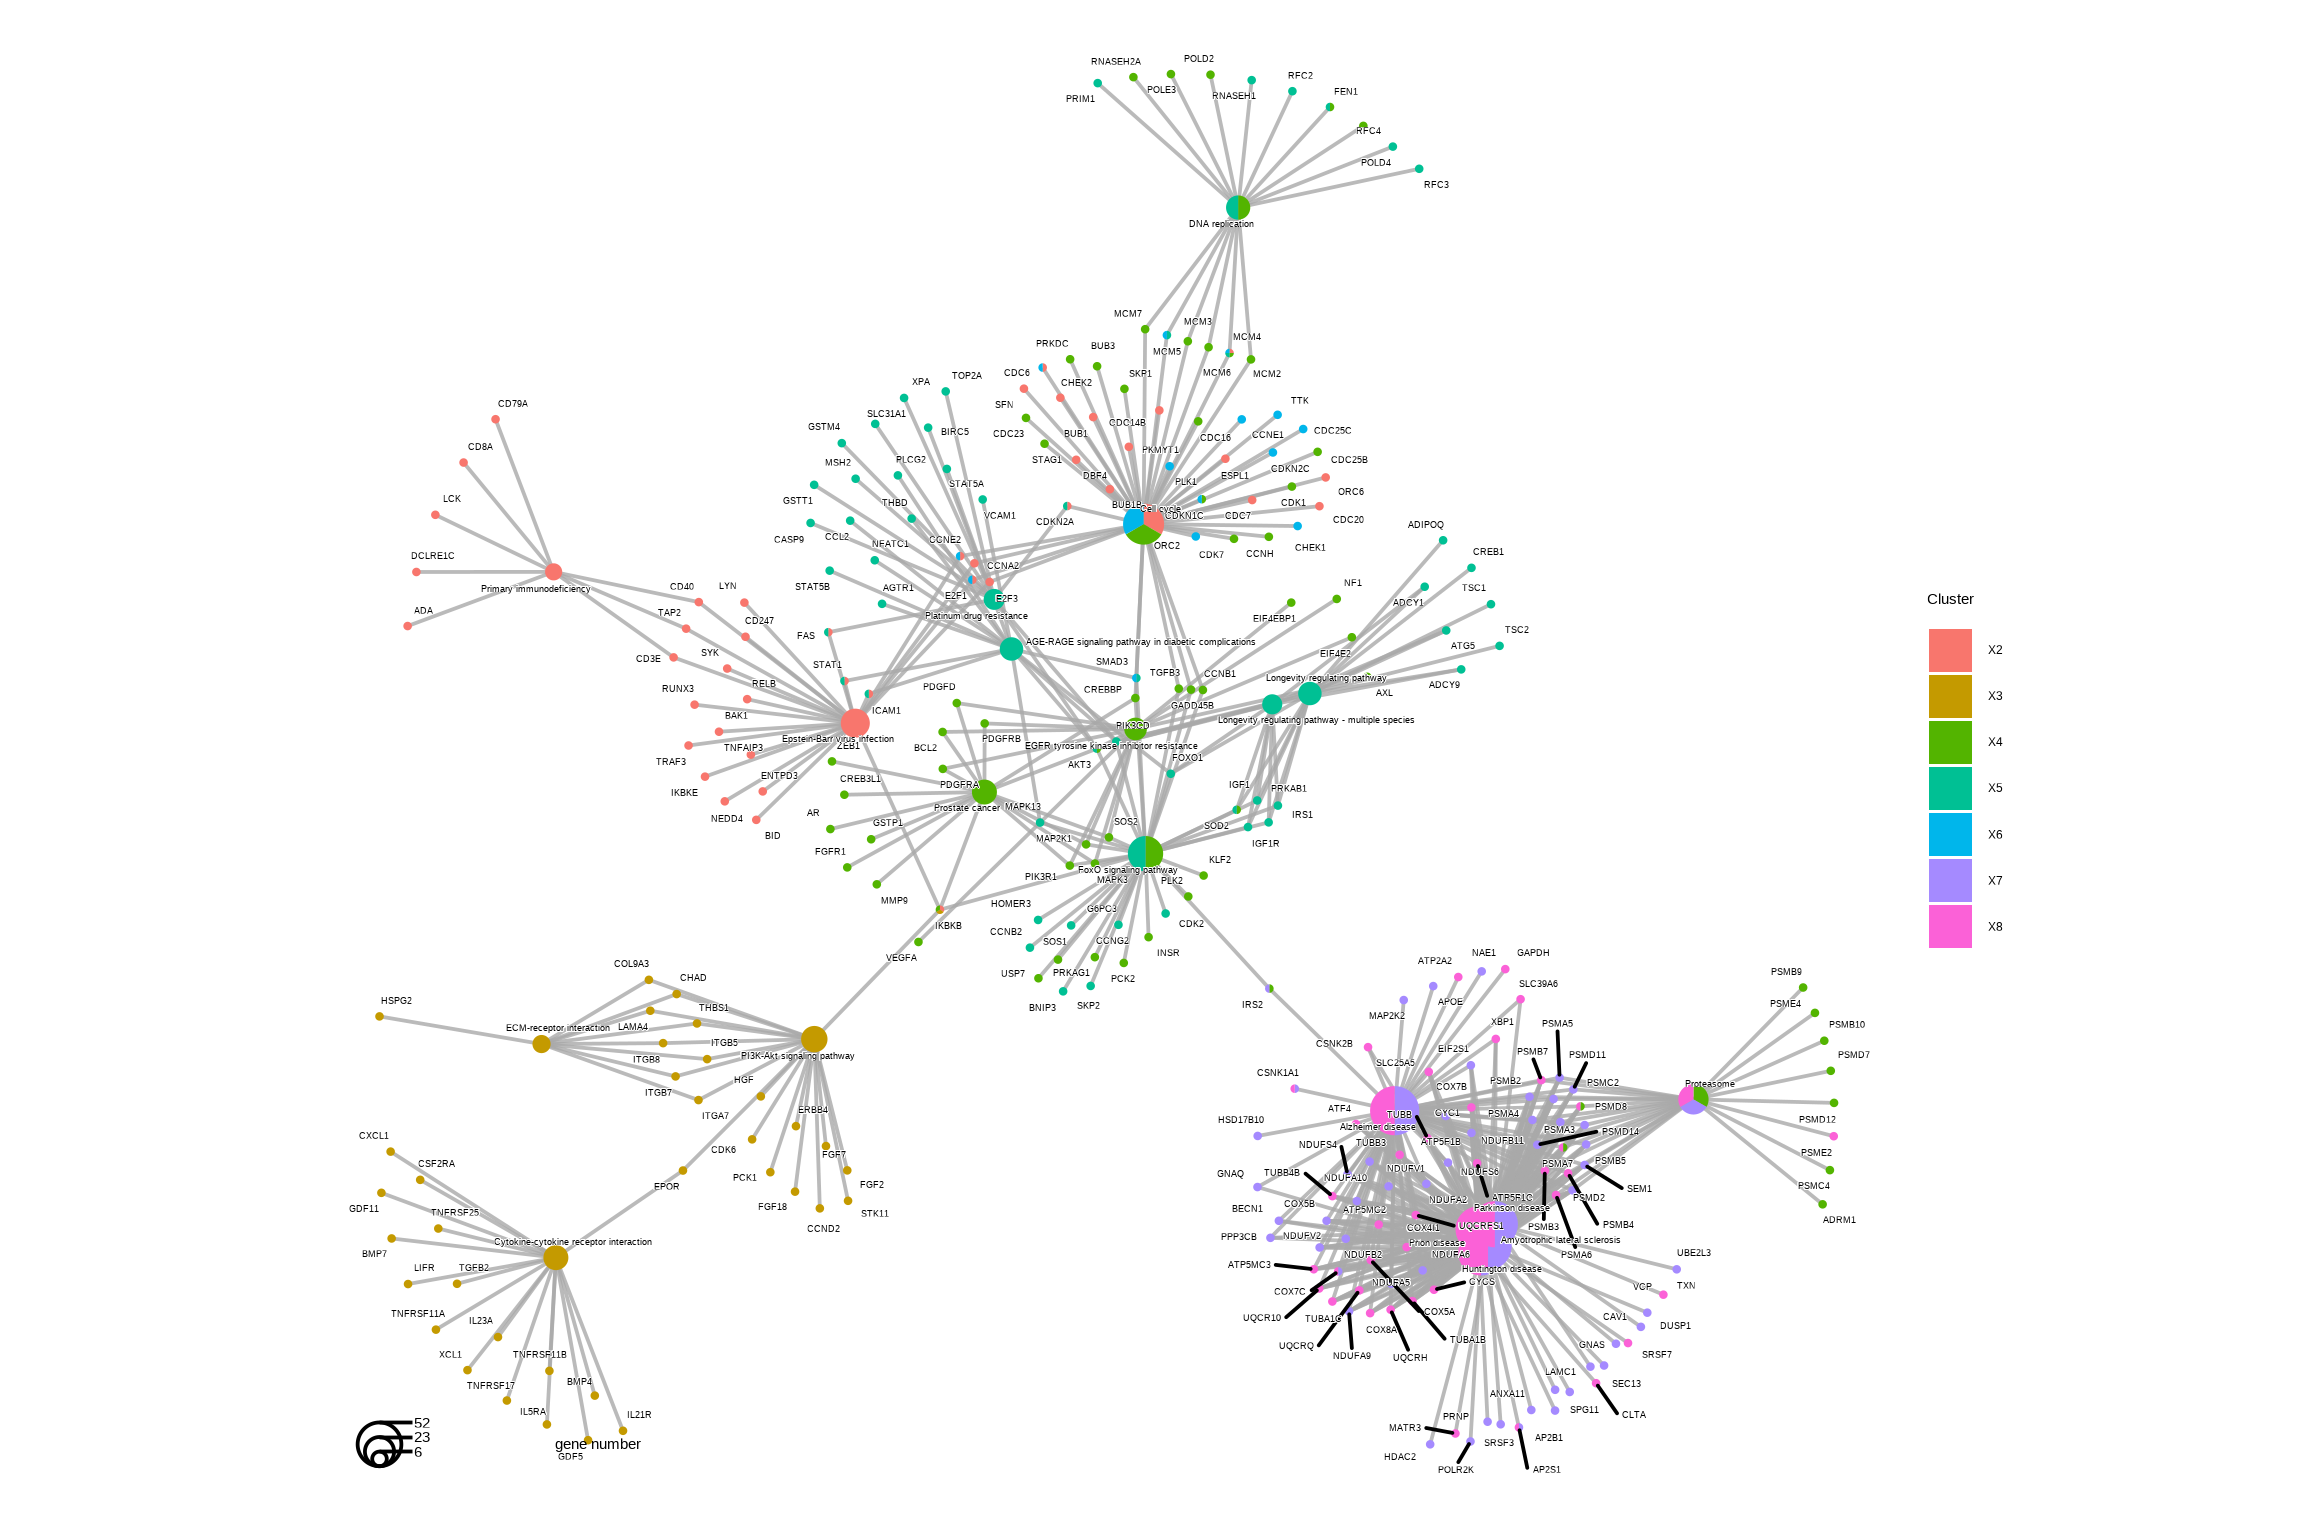 POLD2
RNASEH2A
RFC2
POLE3
FEN1
PRIM1
RNASEH1
RFC4
POLD4
RFC3
DNA replication
MCM7
MCM3
MCM4
PRKDC
BUB3
MCM5
CDC6
SKP1
MCM6
MCM2
XPA
TOP2A
CHEK2
CD79A
SFN
TTK
SLC31A1
CDC14B
GSTM4
BIRC5
CDC23
BUB1
CDC16
CCNE1
CDC25C
CD8A
MSH2
PLCG2
STAG1
PKMYT1
CDC25B
CDKN2C
DBF4
ESPL1
STAT5A
PLK1
LCK
GSTT1
THBD
ORC6
CDK1
BUB1B
Cell cycle
VCAM1
CDKN2A
CDKN1C
CDC7
CDC20
ADIPOQ
CASP9
CCL2
NFATC1
CCNE2
ORC2
CHEK1
DCLRE1C
CDK7
CCNH
CREB1
CCNA2
Primary immunodeficiency
CD40
LYN
STAT5B
AGTR1
NF1
TSC1
E2F1
E2F3
ADCY1
ADA
TAP2
CD247
Platinum drug resistance
EIF4EBP1
FAS
TSC2
AGE-RAGE signaling pathway in diabetic complications
ATG5
CD3E
SYK
STAT1
SMAD3
EIF4E2
TGFB3
CCNB1
Longevity regulating pathway
RUNX3
RELB
PDGFD
CREBBP
ADCY9
AXL
ICAM1
GADD45B
BAK1
PIK3CD
Longevity regulating pathway - multiple species
Epstein-Barr virus infection
PDGFRB
TNFAIP3
ZEB1
BCL2
EGFR tyrosine kinase inhibitor resistance
TRAF3
AKT3
FOXO1
ENTPD3
CREB3L1
PDGFRA
IGF1
PRKAB1
IKBKE
Prostate cancer
MAPK13
AR
IRS1
NEDD4
GSTP1
SOS2
SOD2
BID
MAP2K1
IGF1R
FGFR1
KLF2
FoxO signaling pathway
PIK3R1
MAPK3
PLK2
MMP9
HOMER3
G6PC3
IKBKB
CDK2
CCNB2
SOS1
CCNG2
VEGFA
INSR
NAE1
GAPDH
COL9A3
CHAD
USP7
PRKAG1
PCK2
ATP2A2
PSMB9
HSPG2
THBS1
BNIP3
SKP2
IRS2
APOE
SLC39A6
PSME4
MAP2K2
ECM-receptor interaction
LAMA4
XBP1
PSMA5
PSMB10
ITGB5
CSNK2B
EIF2S1
PSMB7
PSMD11
PSMD7
ITGB8
PI3K-Akt signaling pathway
SLC25A5
CSNK1A1
HGF
COX7B
PSMB2
PSMC2
Proteasome
ITGB7
ERBB4
ATF4
TUBB
CYC1
PSMA4
PSMD8
ITGA7
HSD17B10
Alzheimer disease
PSMA3
PSMD14
PSMD12
CXCL1
NDUFS4
TUBB3
ATP5F1B
NDUFB11
CDK6
FGF7
PSME2
CSF2RA
PSMA7
PSMB5
GNAQ
TUBB4B
NDUFA10
NDUFV1
NDUFS6
EPOR
PCK1
FGF2
SEM1
PSMC4
GDF11
COX5B
NDUFA2
ATP5F1C
PSMD2
TNFRSF25
FGF18
STK11
BECN1
ATP5MC2
Parkinson disease
ADRM1
CCND2
COX4I1
UQCRFS1
PSMB3
PSMB4
PPP3CB
NDUFV2
Cytokine-cytokine receptor interaction
Prion disease
Amyotrophic lateral sclerosis
BMP7
NDUFB2
NDUFA6
PSMA6
UBE2L3
ATP5MC3
LIFR
TGFB2
Huntington disease
NDUFA5
CYCS
VCP
TXN
COX7C
TNFRSF11A
IL23A
UQCR10
TUBA1C
COX5A
CAV1
DUSP1
COX8A
UQCRQ
TUBA1B
GNAS
XCL1
TNFRSF11B
NDUFA9
UQCRH
SRSF7
LAMC1
SEC13
TNFRSF17
BMP4
ANXA11
IL5RA
IL21R
PRNP
SPG11
CLTA
MATR3
AP2B1
SRSF3
GDF5
HDAC2
POLR2K
AP2S1
52
23
6
gene number
Cluster
X2
X3
X4
X5
X6
X7
X8